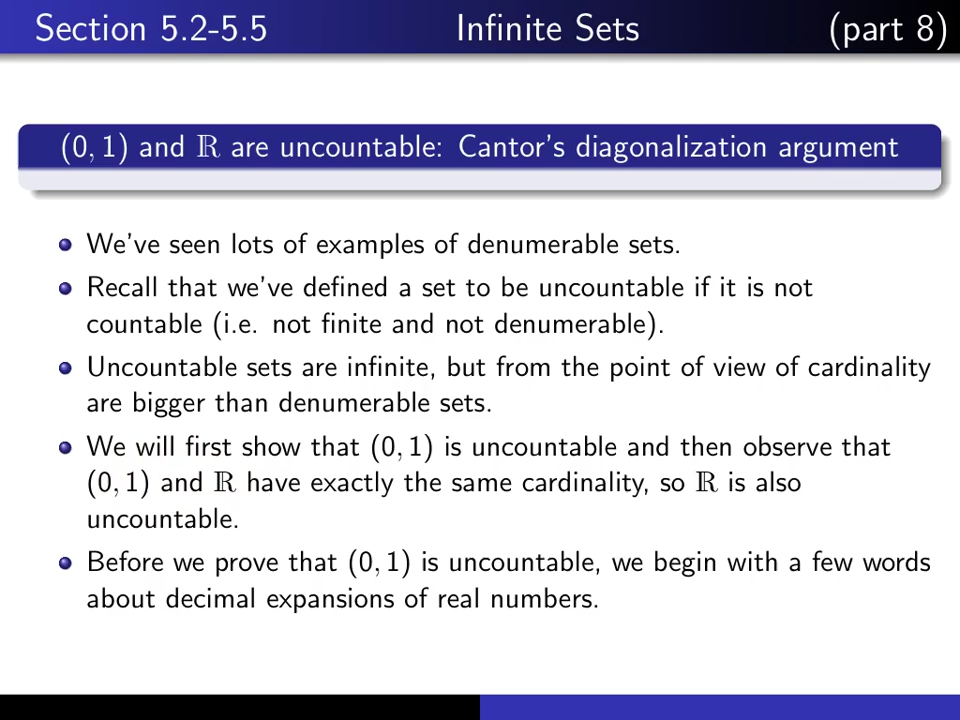 Section 5.2-5.5 Infinite Sets (part 8)
(0, 1) and ℝ are uncountable: Cantor's diagonalization argument
We've seen lots of examples of denumerable sets.
Recall that we've defined a set to be uncountable if it is not
countable (i.e. not finite and not denumerable).
Uncountable sets are infinite, but from the point of view of cardinality
are bigger than denumerable sets.
We will first show that (0, 1) is uncountable and then observe that
(0, 1) and ℝ have exactly the same cardinality, so ℝ is also
uncountable.
Before we prove that (0, 1) is uncountable, we begin with a few words
about decimal expansions of real numbers.